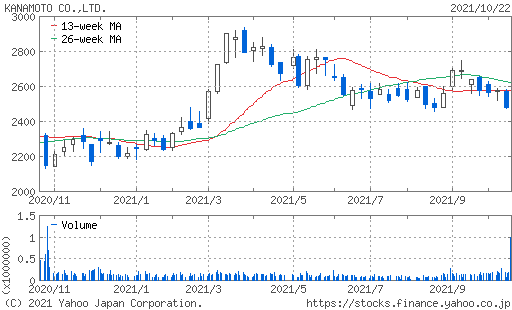 KANAMOTO CO.,LTD. 2021/10/22
3000
13-week MA
26-week MA
2800
2600
2400
2200
2000
2020/11 2021/1 2021/3 2021/5 2021/7 2021/9
1.5
Volume
1
0.5
0
(x1000000)
2020/11 2021/1 2021/3 2021/5 2021/7 2021/9
(C) 2021 Yahoo Japan Corporation. https://stocks.finance.yahoo.co.jp/